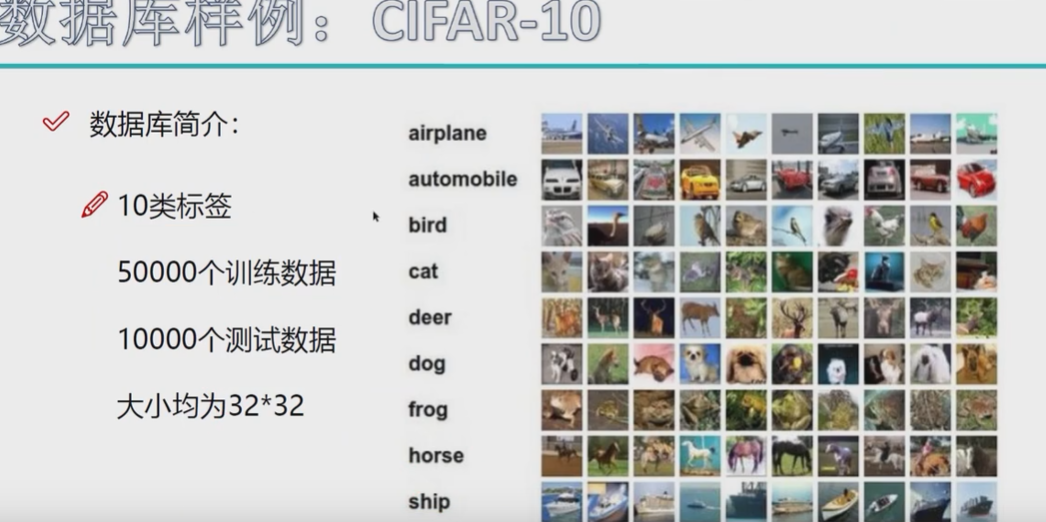 数据库样例：CIFAR-10
数据库简介：
10类标签
50000个训练数据
10000个测试数据
大小均为32*32
airplane
automobile
bird
cat
deer
dog
frog
horse
ship